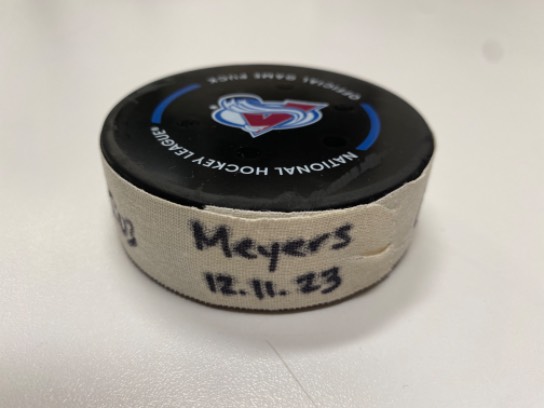 OFFICIAL GAME PUCK
NATIONAL HOCKEY LEAGUE
Meyers
12.11.23